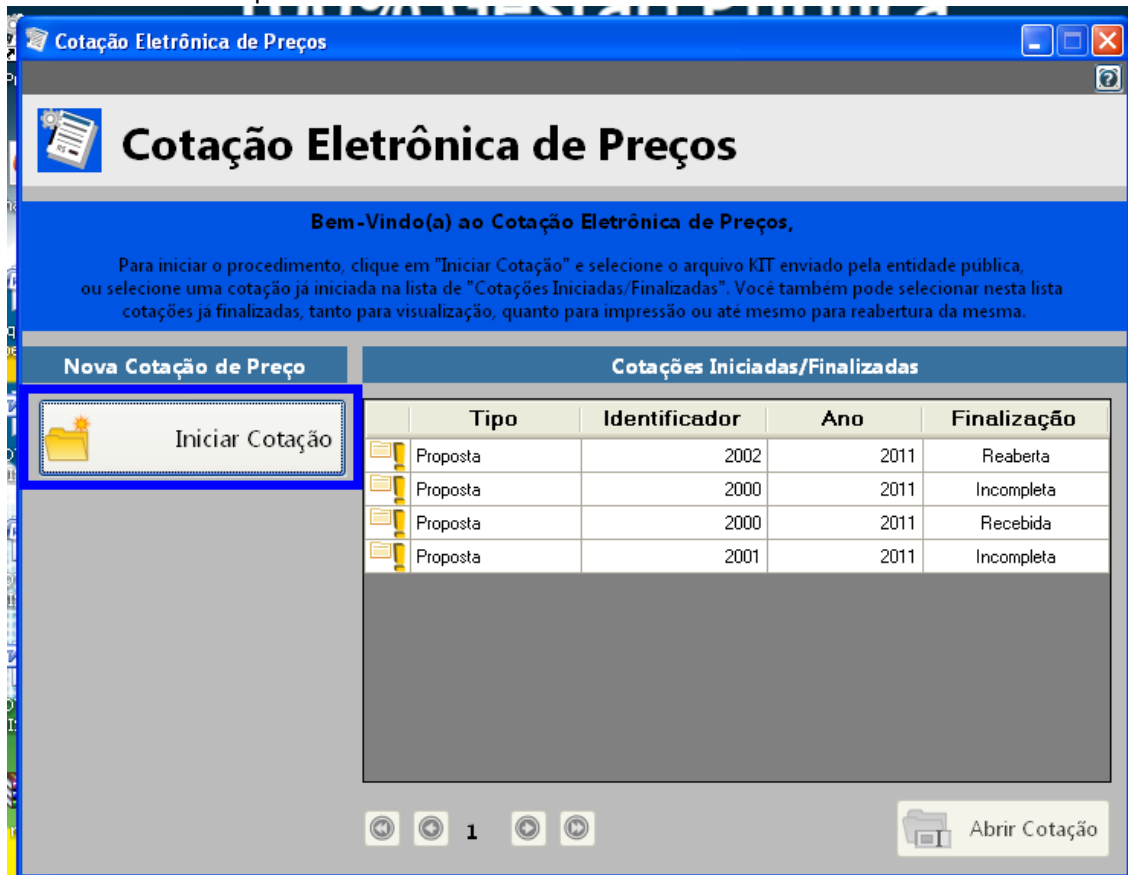 100% Gestão Pública
Cotação Eletrônica de Preços
Cotação Eletrônica de Preços
Bem-Vindo(a) ao Cotação Eletrônica de Preços,
Para iniciar o procedimento, clique em "Iniciar Cotação" e selecione o arquivo KIT enviado pela entidade pública,
ou selecione uma cotação já iniciada na lista de "Cotações Iniciadas/Finalizadas". Você também pode selecionar nesta lista
cotações já finalizadas, tanto para visualização, quanto para impressão ou até mesmo para reabertura da mesma.
Nova Cotação de Preço
Cotações Iniciadas/Finalizadas
Iniciar Cotação
Tipo Identificador Ano Finalização
Proposta 2002 2011 Reaberta
Proposta 2000 2011 Incompleta
Proposta 2000 2011 Recebida
Proposta 2001 2011 Incompleta
1
Abrir Cotação